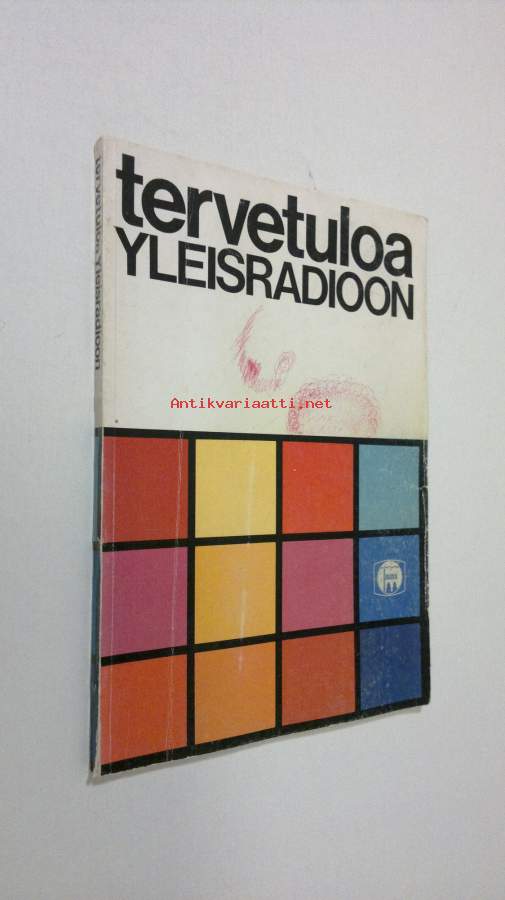 tervetuloa
YLEISRADIOON
tervetuloa Yleisradioon
Antikvariaatti.net